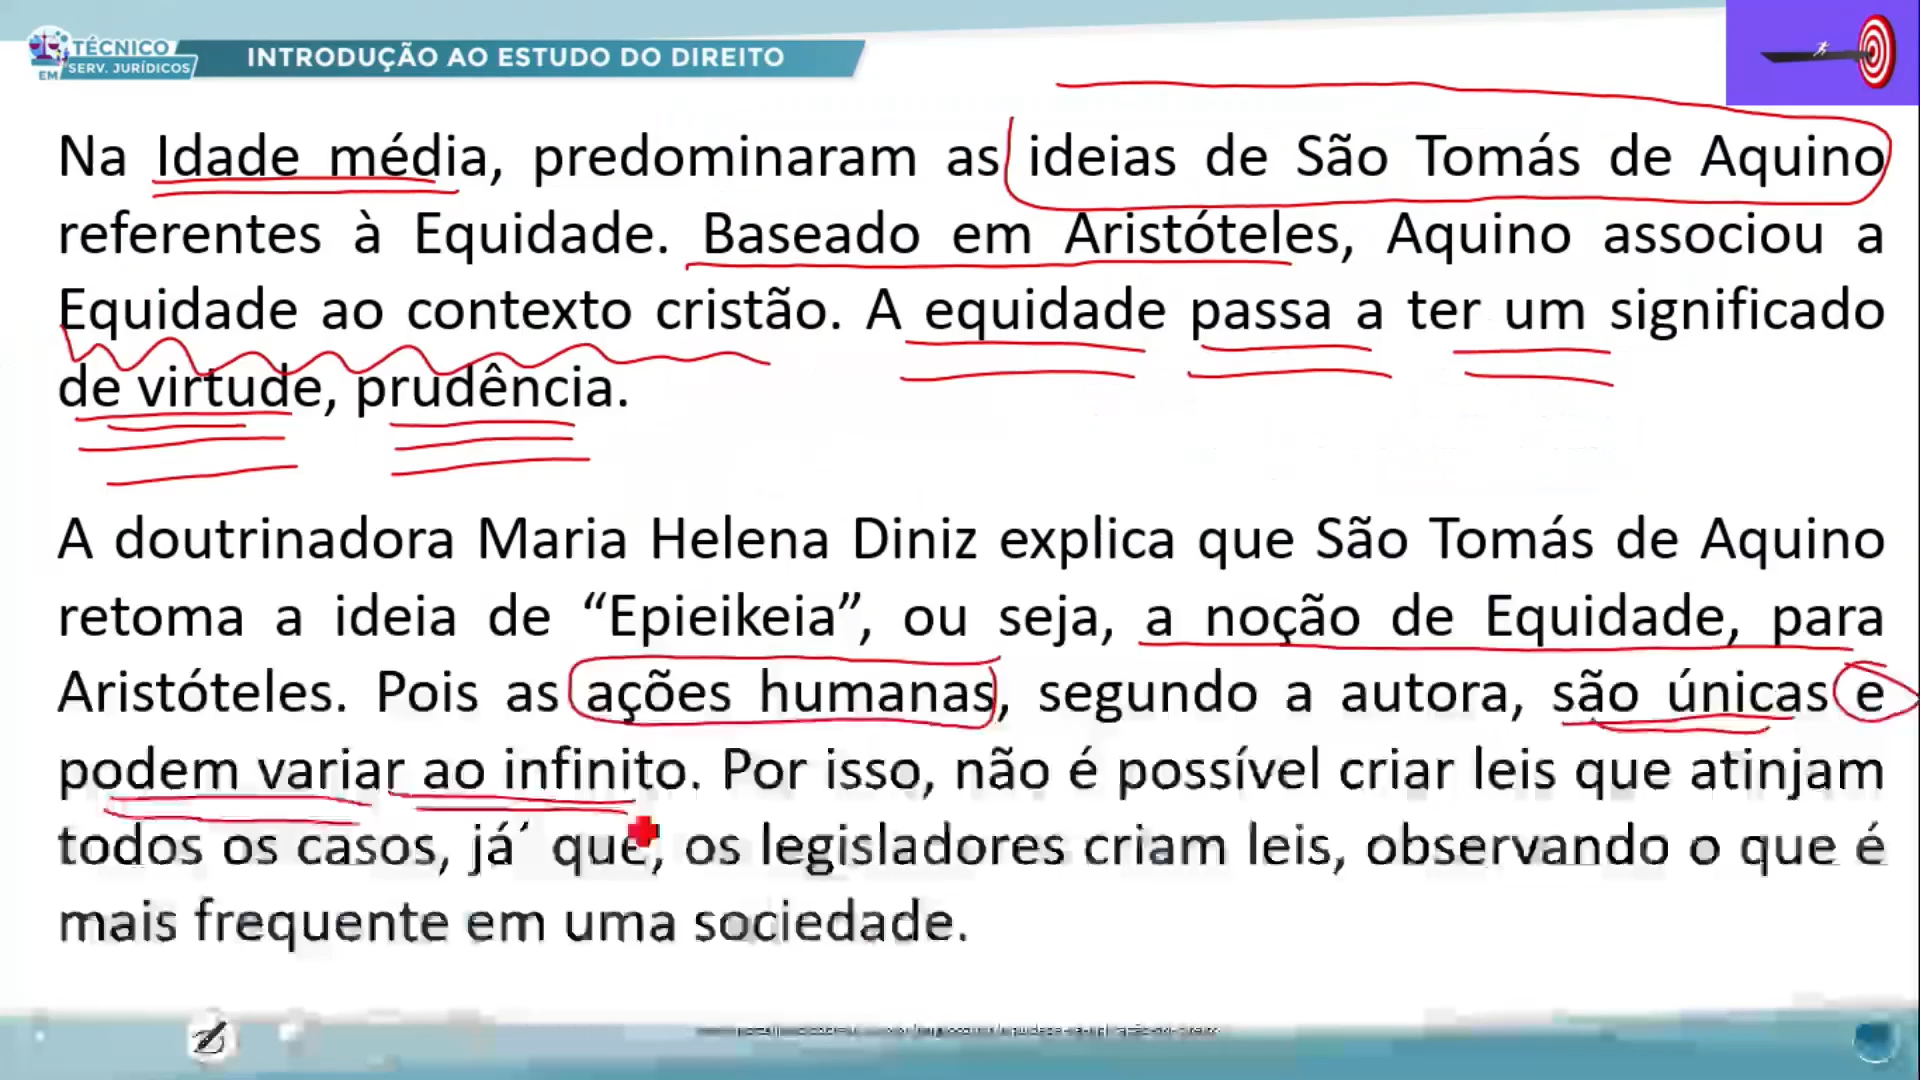 TÉCNICO
EM SERV. JURÍDICOS
INTRODUÇÃO AO ESTUDO DO DIREITO
Na Idade média, predominaram as ideias de São Tomás de Aquino
referentes à Equidade. Baseado em Aristóteles, Aquino associou a
Equidade ao contexto cristão. A equidade passa a ter um significado
de virtude, prudência.
A doutrinadora Maria Helena Diniz explica que São Tomás de Aquino
retoma a ideia de “Epieikeia”, ou seja, a noção de Equidade, para
Aristóteles. Pois as ações humanas, segundo a autora, são únicas e
podem variar ao infinito. Por isso, não é possível criar leis que atinjam
todos os casos, já´ que, os legisladores criam leis, observando o que é
mais frequente em uma sociedade.